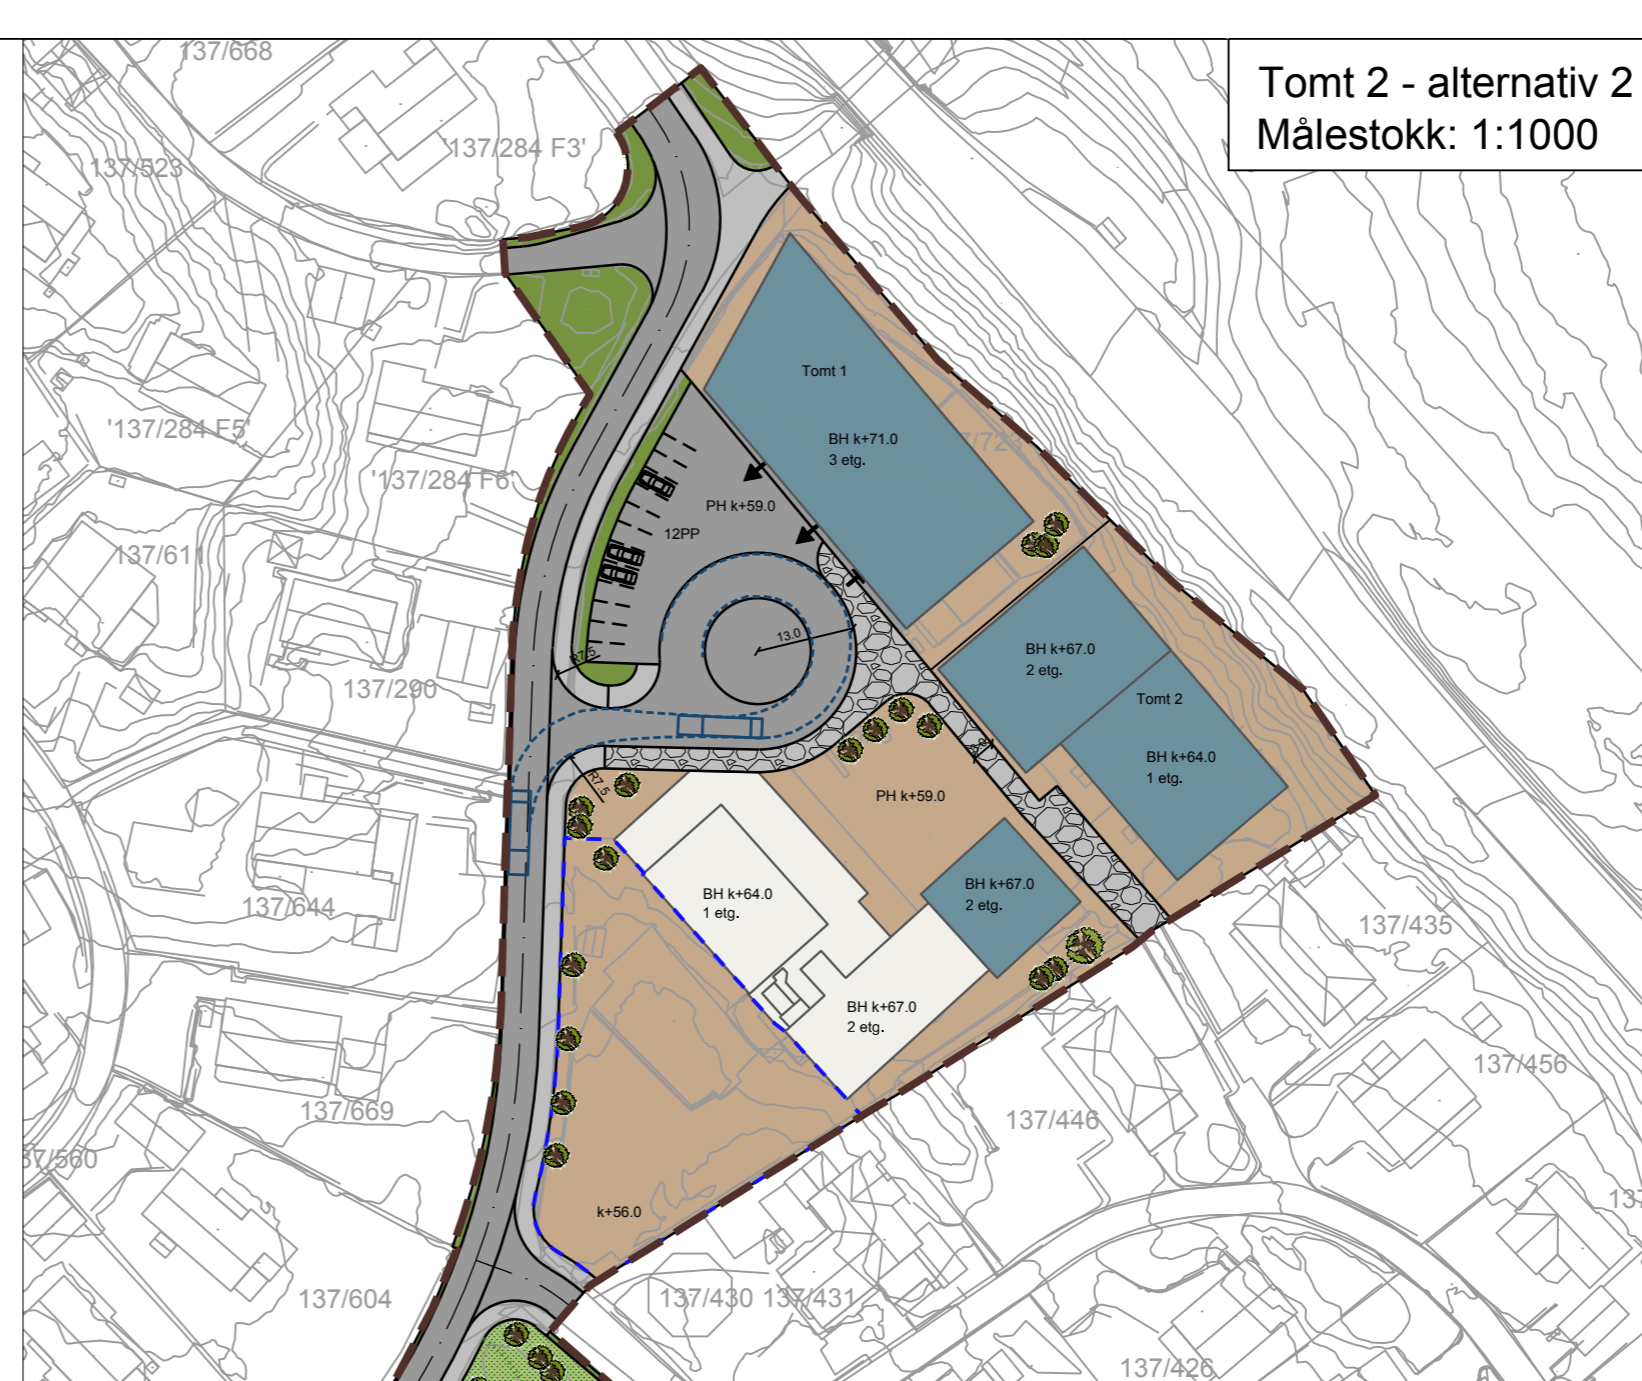 Tomt 2 - alternativ 2
Målestokk: 1:1000
137/668
'137/284 F3'
137/523
Tomt 1
'137/284 F5'
BH k+71.0
3 etg.
'137/284 F6'
PH k+59.0
12PP
137/611
13.0
R7.5
BH k+67.0
2 etg.
137/290
Tomt 2
BH k+64.0
1 etg.
R7.5
PH k+59.0
BH k+64.0
1 etg.
BH k+67.0
2 etg.
137/644
137/435
BH k+67.0
2 etg.
137/456
137/669
137/446
k+56.0
137/604
137/430
137/431
137/426